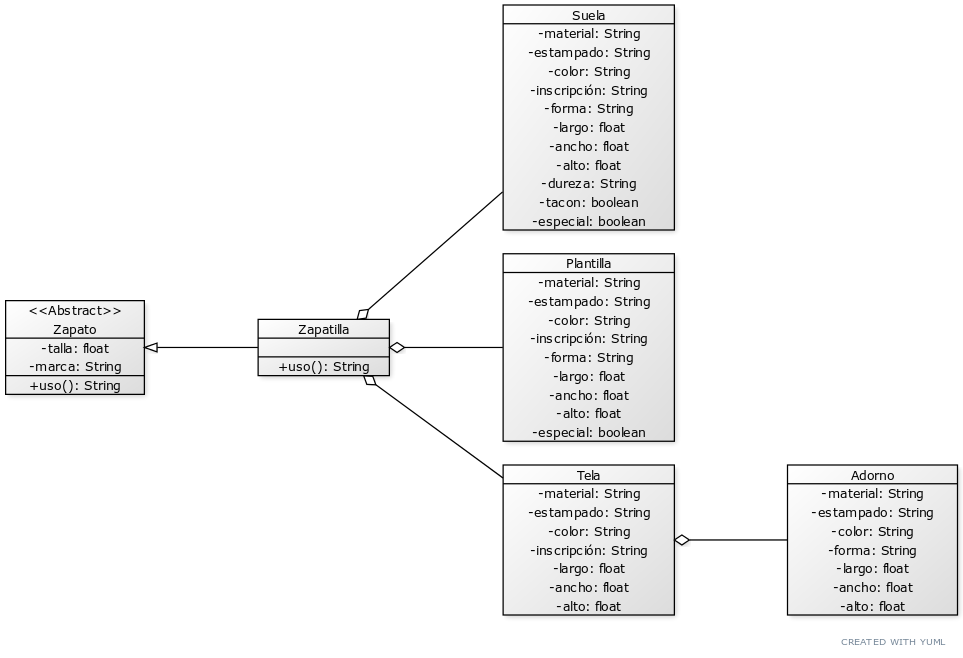 <<Abstract>>
Zapato
-talla: float
-marca: String
+uso(): String
Zapatilla
+uso(): String
Suela
-material: String
-estampado: String
-color: String
-inscripción: String
-forma: String
-largo: float
-ancho: float
-alto: float
-dureza: String
-tacon: boolean
-especial: boolean
Plantilla
-material: String
-estampado: String
-color: String
-inscripción: String
-forma: String
-largo: float
-ancho: float
-alto: float
-especial: boolean
Tela
-material: String
-estampado: String
-color: String
-inscripción: String
-largo: float
-ancho: float
-alto: float
Adorno
-material: String
-estampado: String
-color: String
-forma: String
-largo: float
-ancho: float
-alto: float
CREATED WITH YUML